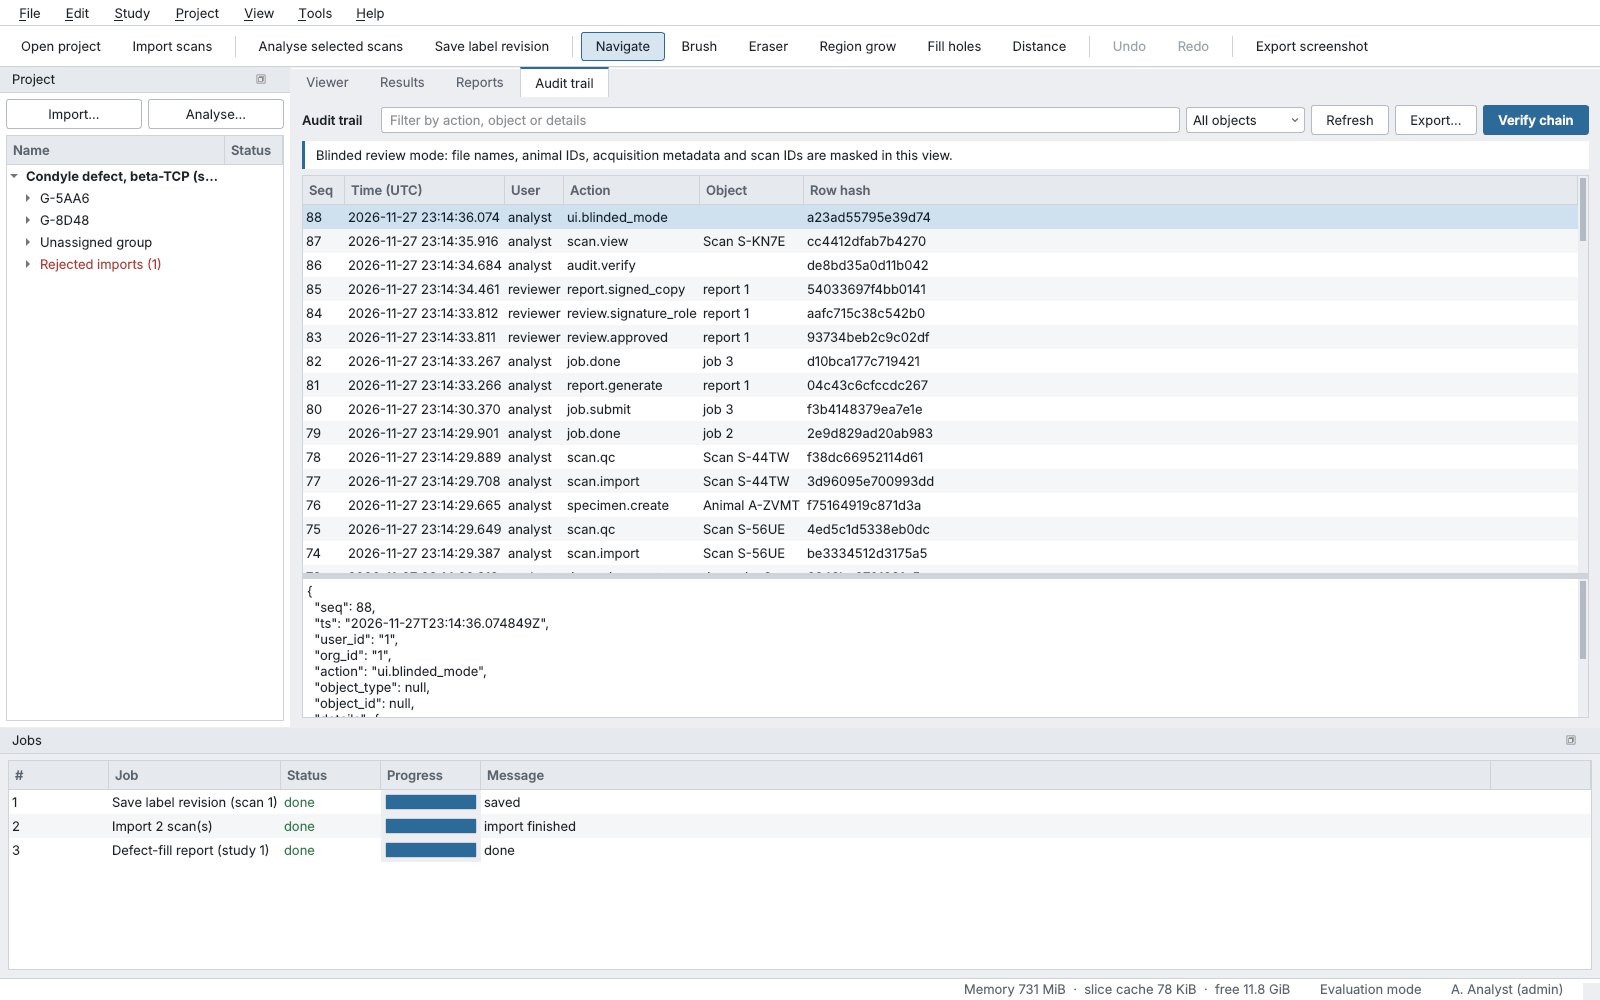 File Edit Study Project View Tools Help
Open project Import scans Analyse selected scans Save label revision Navigate Brush Eraser Region grow Fill holes Distance Undo Redo Export screenshot
Project
Import... Analyse...
Name Status
Condyle defect, beta-TCP (s...
G-5AA6
G-8D48
Unassigned group
Rejected imports (1)
Viewer Results Reports Audit trail
Audit trail Filter by action, object or details All objects Refresh Export... Verify chain
Blinded review mode: file names, animal IDs, acquisition metadata and scan IDs are masked in this view.
Seq Time (UTC) User Action Object Row hash
88 2026-11-27 23:14:36.074 analyst ui.blinded_mode a23ad55795e39d74
87 2026-11-27 23:14:35.916 analyst scan.view Scan S-KN7E cc4412dfab7b4270
86 2026-11-27 23:14:34.684 analyst audit.verify de8bd35a0d11b042
85 2026-11-27 23:14:34.461 reviewer report.signed_copy report 1 54033697f4bb0141
84 2026-11-27 23:14:33.812 reviewer review.signature_role report 1 aafc715c38c542b0
83 2026-11-27 23:14:33.811 reviewer review.approved report 1 93734beb2c9c02df
82 2026-11-27 23:14:33.267 analyst job.done job 3 d10bca177c719421
81 2026-11-27 23:14:33.266 analyst report.generate report 1 04c43c6cfccdc267
80 2026-11-27 23:14:30.370 analyst job.submit job 3 f3b4148379ea7e1e
79 2026-11-27 23:14:29.901 analyst job.done job 2 2e9d829ad20ab983
78 2026-11-27 23:14:29.889 analyst scan.qc Scan S-44TW f38dc66952114d61
77 2026-11-27 23:14:29.708 analyst scan.import Scan S-44TW 3d96095e700993dd
76 2026-11-27 23:14:29.665 analyst specimen.create Animal A-ZVMT f75164919c871d3a
75 2026-11-27 23:14:29.649 analyst scan.qc Scan S-56UE 4ed5c1d5338eb0dc
74 2026-11-27 23:14:29.387 analyst scan.import Scan S-56UE be3334512d3175a5
{
"seq": 88,
"ts": "2026-11-27T23:14:36.074849Z",
"user_id": "1",
"org_id": "1",
"action": "ui.blinded_mode",
"object_type": null,
"object_id": null,
Jobs
# Job Status Progress Message
1 Save label revision (scan 1) done saved
2 Import 2 scan(s) done import finished
3 Defect-fill report (study 1) done done
Memory 731 MiB · slice cache 78 KiB · free 11.8 GiB Evaluation mode A. Analyst (admin)